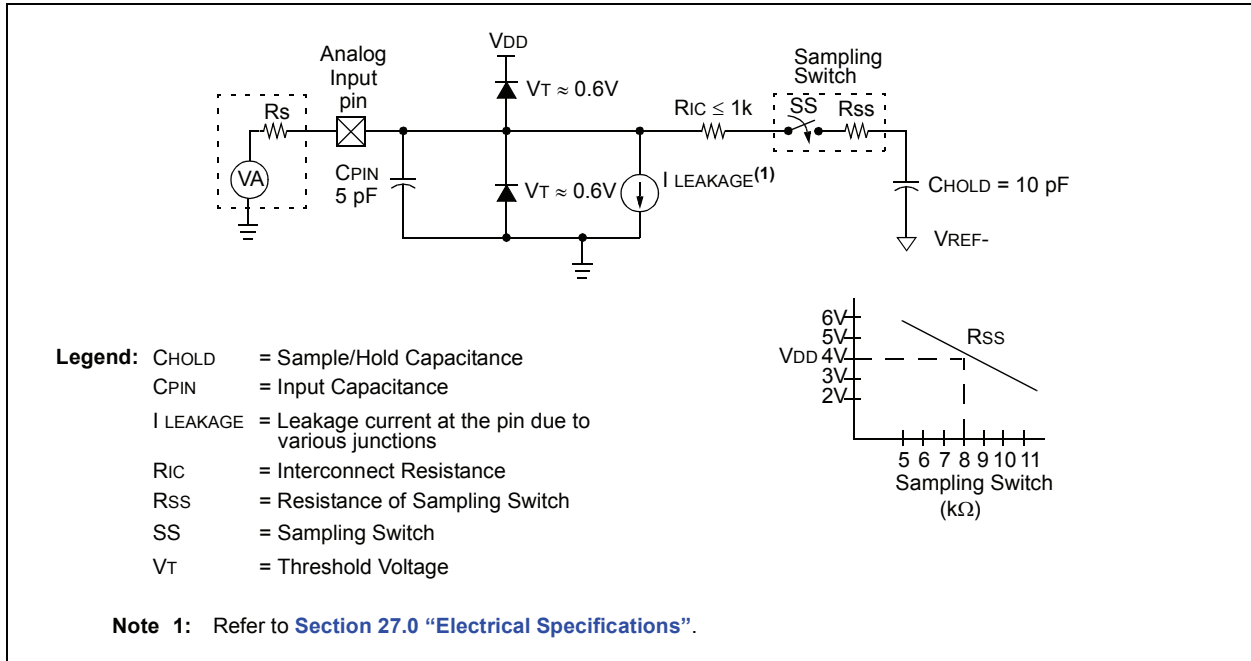 VDD
Analog
Input
pin
VT ≈ 0.6V
Sampling
Switch
Rs
RIC ≤ 1k
SS
Rss
VA
CPIN
5 pF
VT ≈ 0.6V
I LEAKAGE(1)
CHOLD = 10 pF
VREF-
6V
5V
VDD 4V
3V
2V
RSS
5 6 7 8 9 10 11
Sampling Switch
(kΩ)
Legend: CHOLD = Sample/Hold Capacitance
CPIN = Input Capacitance
I LEAKAGE = Leakage current at the pin due to
various junctions
RIC = Interconnect Resistance
RSS = Resistance of Sampling Switch
SS = Sampling Switch
VT = Threshold Voltage
Note 1: Refer to Section 27.0 “Electrical Specifications”.